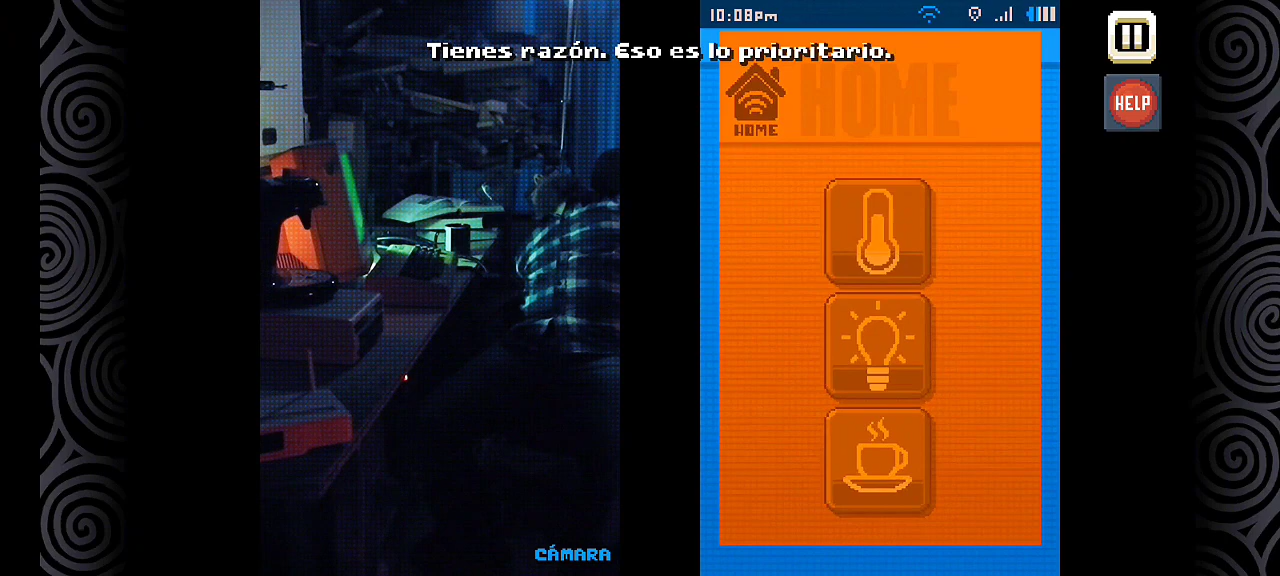 10:08pm
Tienes razón. Eso es lo prioritario.
HOME
HOME
HELP
CÁMARA